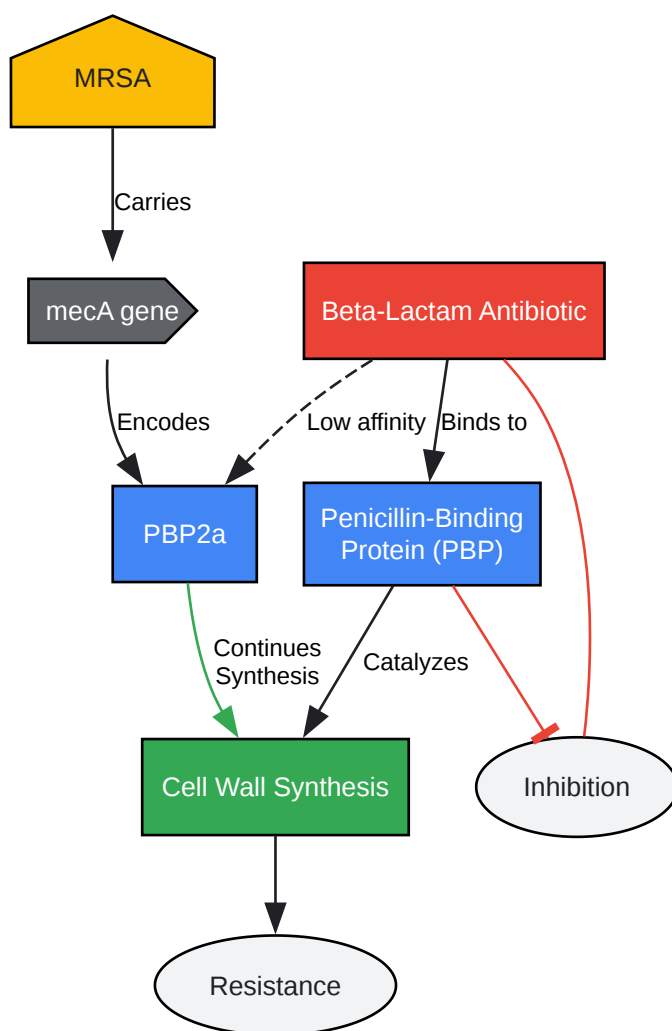 MRSA
Carries
mecA gene
Beta-Lactam Antibiotic
Encodes
Low affinity
Binds to
PBP2a
Penicillin-Binding
Protein (PBP)
Continues
Synthesis
Catalyzes
Cell Wall Synthesis
Inhibition
Resistance